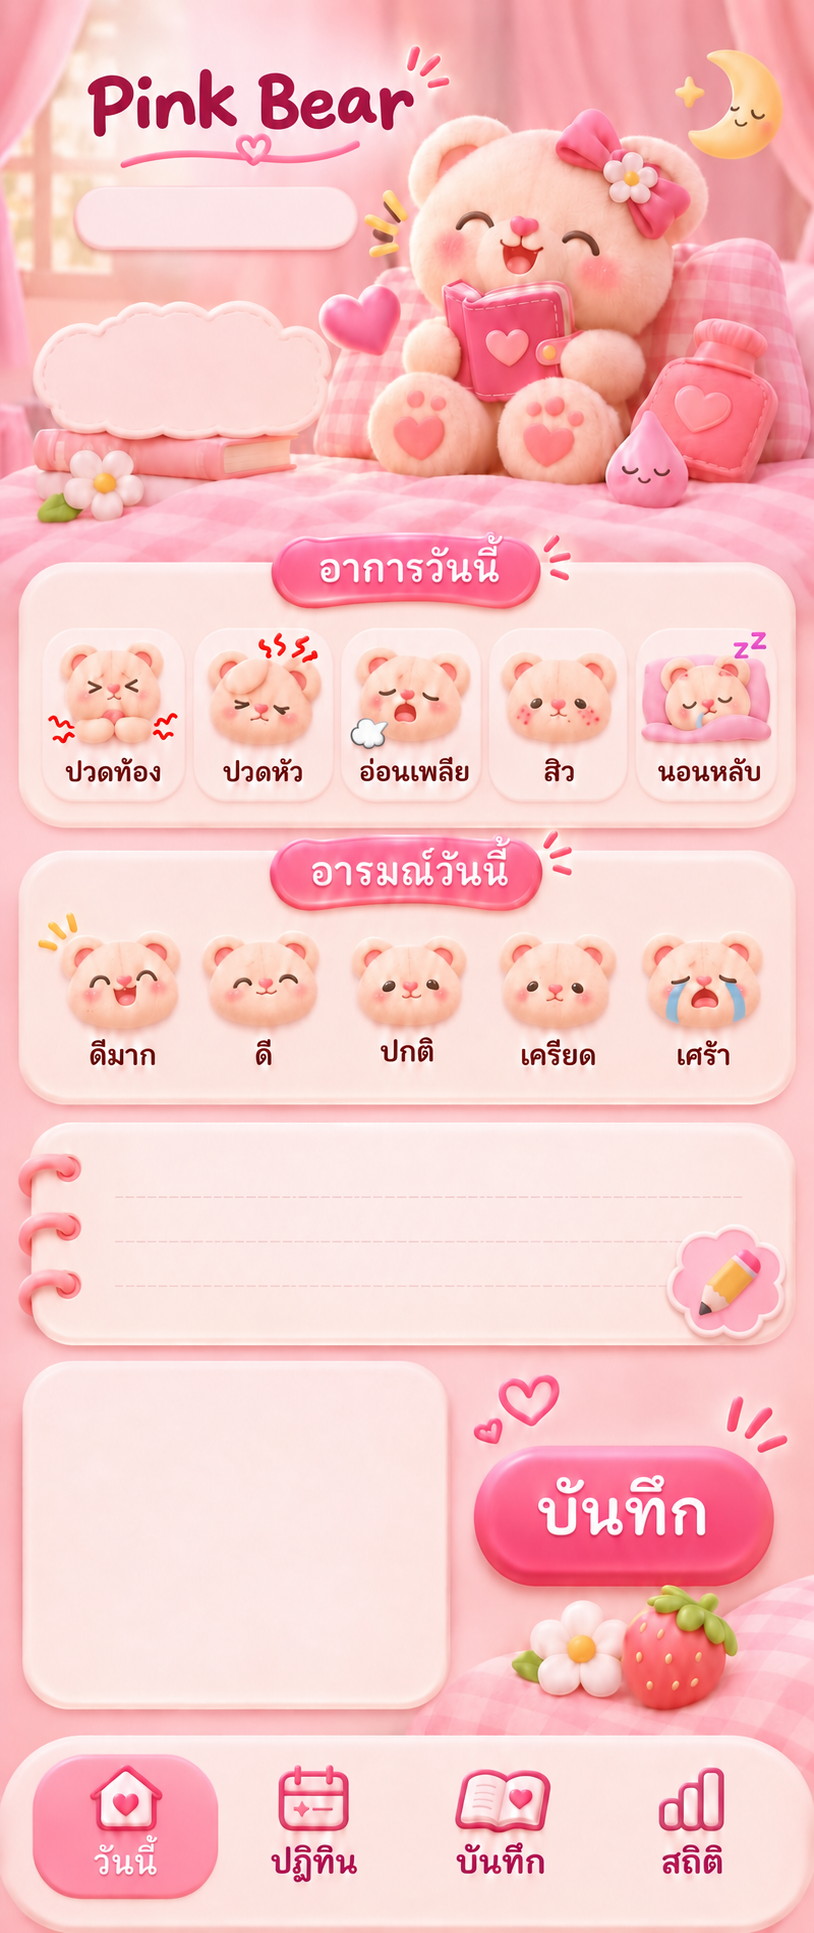 Pink Bear
อาการวันนี้
zZ
ปวดท้อง
ปวดหัว
อ่อนเพลีย
สิว
นอนหลับ
อารมณ์วันนี้
ดีมาก
ดี
ปกติ
เครียด
เศร้า
บันทึก
วันนี้
ปฏิทิน
บันทึก
สถิติ